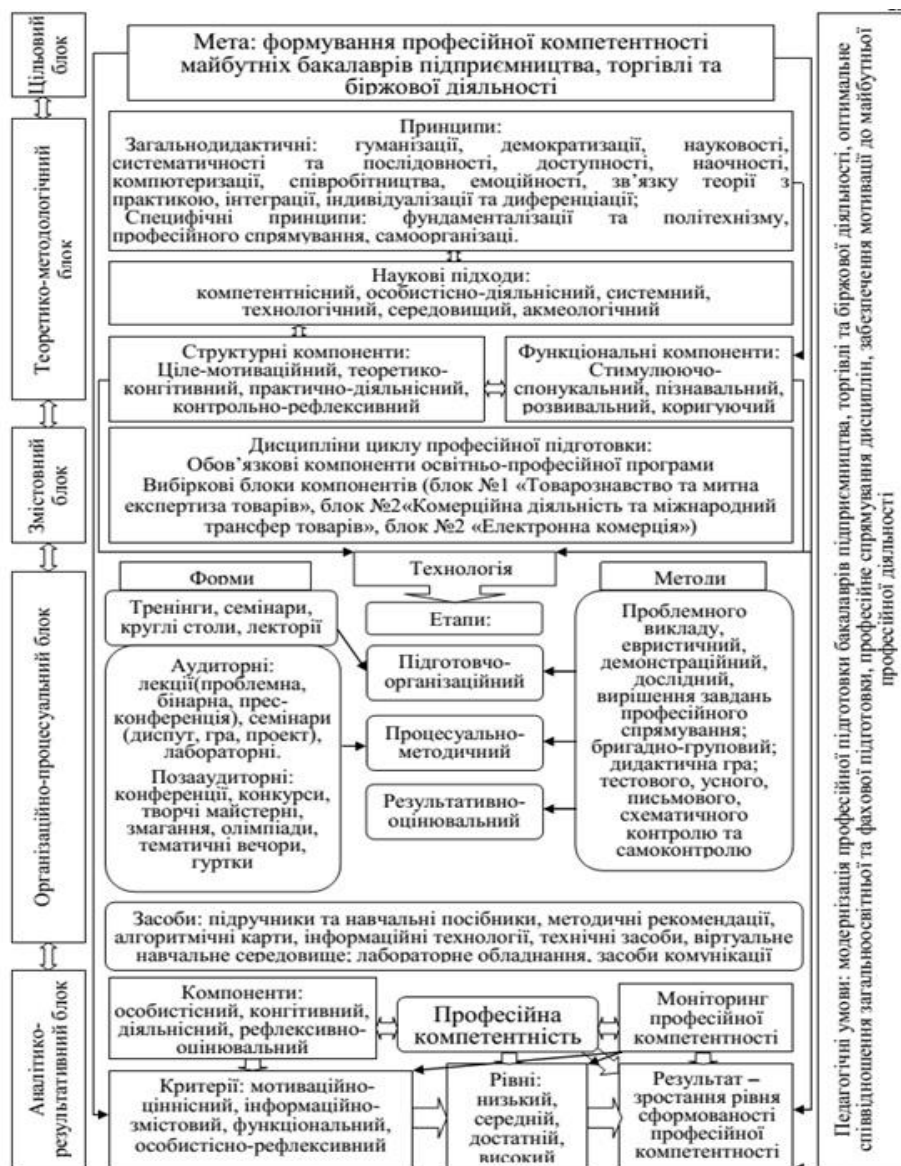 Цільовий
блок
Мета: формування професійної компетентності
майбутніх бакалаврів підприємництва, торгівлі та
біржової діяльності
Теоретико-методологічний
блок
Принципи:
Загальнодидактичні: гуманізації, демократизації, науковості,
систематичності та послідовності, доступності, наочності,
компютеризації, співробітництва, емоційності, зв’язку теорії з
практикою, інтеграції, індивідуалізації та диференціації;
Специфічні принципи: фундаменталізації та політехнізму,
професійного спрямування, самоорганізаці.
Наукові підходи:
компетентнісний, особистісно-діяльнісний, системний,
технологічний, середовищий, акмеологічний
Структурні компоненти:
Ціле-мотиваційний, теоретико-
конгітивний, практично-діяльнісний,
контрольно-рефлексивний
Функціональні компоненти:
Стимулюючо-
спонукальний, пізнавальний,
розвивальний, коригуючий
Змістовний
блок
Дисципліни циклу професійної підготовки:
Обов’язкові компоненти освітньо-професійної програми
Вибіркові блоки компонентів (блок №1 «Товарознавство та митна
експертиза товарів», блок №2«Комерційна діяльність та міжнародний
трансфер товарів», блок №2 «Електронна комерція»)
Організаційно-процесуальний блок
Форми
Технологія
Методи
Тренінги, семінари,
круглі столи, лекторії
Аудиторні:
лекції(проблемна,
бінарна, прес-
конференція), семінари
(диспут, гра, проект),
лабораторні.
Позааудиторні:
конференції, конкурси,
творчі майстерні,
змагання, олімпіади,
тематичні вечори,
гуртки
Етапи:
Підготовчо-
організаційний
Процесуально-
методичний
Результативно-
оцінювальний
Проблемного
викладу,
евристичний,
демонстраційний,
дослідний,
вирішення завдань
професійного
спрямування;
бригадно-груповий;
дидактична гра;
тестового, усного,
письмового,
схематичного
контролю та
самоконтролю
Засоби: підручники та навчальні посібники, методичні рекомендації,
алгоритмічні карти, інформаційні технології, технічні засоби, віртуальне
навчальне середовище; лабораторне обладнання, засоби комунікації
Аналітико-
результативний блок
Компоненти:
особистісний, конгітивний,
діяльнісний, рефлексивно-
оцінювальний
Професійна
компетентність
Моніторинг
професійної
компетентності
Критерії: мотиваційно-
ціннісний, інформаційно-
змістовий, функціональний,
особистісно-рефлексивний
Рівні:
низький,
середній,
достатній,
високий
Результат –
зростання рівня
сформованості
професійної
компетентності
Педагогічні умови: модернізація професійної підготовки бакалаврів підприємництва, торгівлі та біржової діяльності, оптимальне
співвідношення загальноосвітної та фахової підготовки, професійне спрямування дисциплін, забезпечення мотивації до майбутньої
професійної діяльності